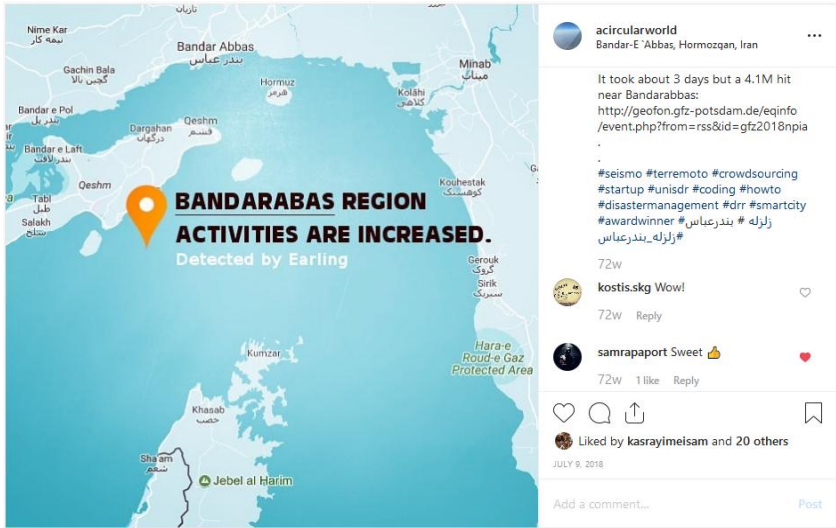 Nime Kar
نیمه کار
Bandar Abbas
بندر عباس
Gachin Bala
گچین بالا
Hormuz
هرمز
Minab
میناب
Kolāhi
کلاهی
Bandar e Pol
بندر پل
Dargahan
درگهان
Qeshm
قشم
Bandar e Laft
بندر لافت
Qeshm
Tabl
طبل
Salakh
سلخ
Kouhestak
کوهستک
BANDARABAS REGION
ACTIVITIES ARE INCREASED.
Detected by Earling
Gerouk
گروک
Sirik
سیریک
Kumzar
Hara-e
Roud-e Gaz
Protected Area
Khasab
خصب
Sha'am
شعم
Jebel al Harim
acircularworld
Bandar-E `Abbas, Hormozgan, Iran
It took about 3 days but a 4.1M hit
near Bandarabbas:
http://geofon.gfz-potsdam.de/eqinfo
/event.php?from=rss&id=gfz2018npia
.
.
#seismo #terremoto #crowdsourcing
#startup #unisdr #coding #howto
#disastermanagement #drr #smartcity
#awardwinner #زلزله # بندرعباس
#زلزله_بندرعباس
72w
kostis.skg Wow!
72w Reply
samrapaport Sweet 👍
72w 1 like Reply
Liked by kasrayimeisam and 20 others
JULY 9, 2018
Add a comment...
Post